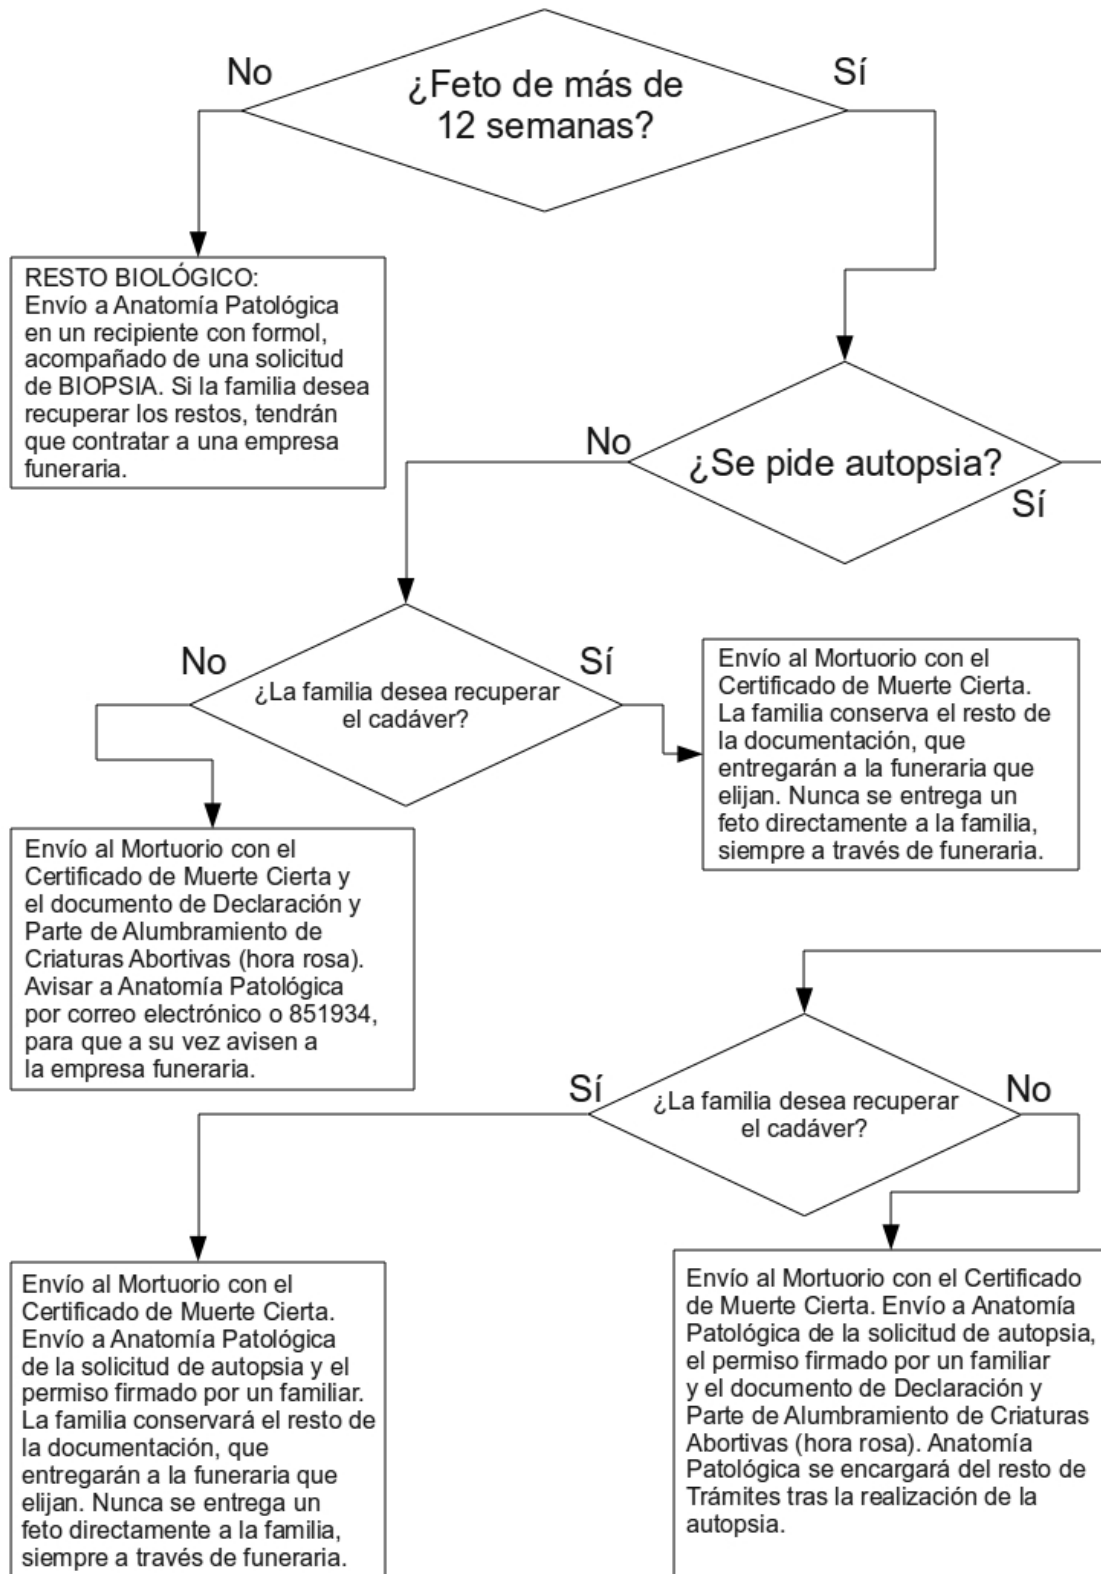 No
Sí
¿Feto de más de
12 semanas?
RESTO BIOLÓGICO:
Envío a Anatomía Patológica
en un recipiente con formol,
acompañado de una solicitud
de BIOPSIA. Si la familia desea
recuperar los restos, tendrán
que contratar a una empresa
funeraria.
No
¿Se pide autopsia?
Sí
No
Sí
¿La familia desea recuperar
el cadáver?
Envío al Mortuorio con el
Certificado de Muerte Cierta.
La familia conserva el resto de
la documentación, que
entregarán a la funeraria que
elijan. Nunca se entrega un
feto directamente a la familia,
siempre a través de funeraria.
Envío al Mortuorio con el
Certificado de Muerte Cierta y
el documento de Declaración y
Parte de Alumbramiento de
Criaturas Abortivas (hora rosa).
Avisar a Anatomía Patológica
por correo electrónico o 851934,
para que a su vez avisen a
la empresa funeraria.
Sí
No
¿La familia desea recuperar
el cadáver?
Envío al Mortuorio con el
Certificado de Muerte Cierta.
Envío a Anatomía Patológica
de la solicitud de autopsia y el
permiso firmado por un familiar.
La familia conservará el resto de
la documentación, que
entregarán a la funeraria que
elijan. Nunca se entrega un
feto directamente a la familia,
siempre a través de funeraria.
Envío al Mortuorio con el Certificado
de Muerte Cierta. Envío a Anatomía
Patológica de la solicitud de autopsia,
el permiso firmado por un familiar
y el documento de Declaración y
Parte de Alumbramiento de Criaturas
Abortivas (hora rosa). Anatomía
Patológica se encargará del resto de
Trámites tras la realización de la
autopsia.